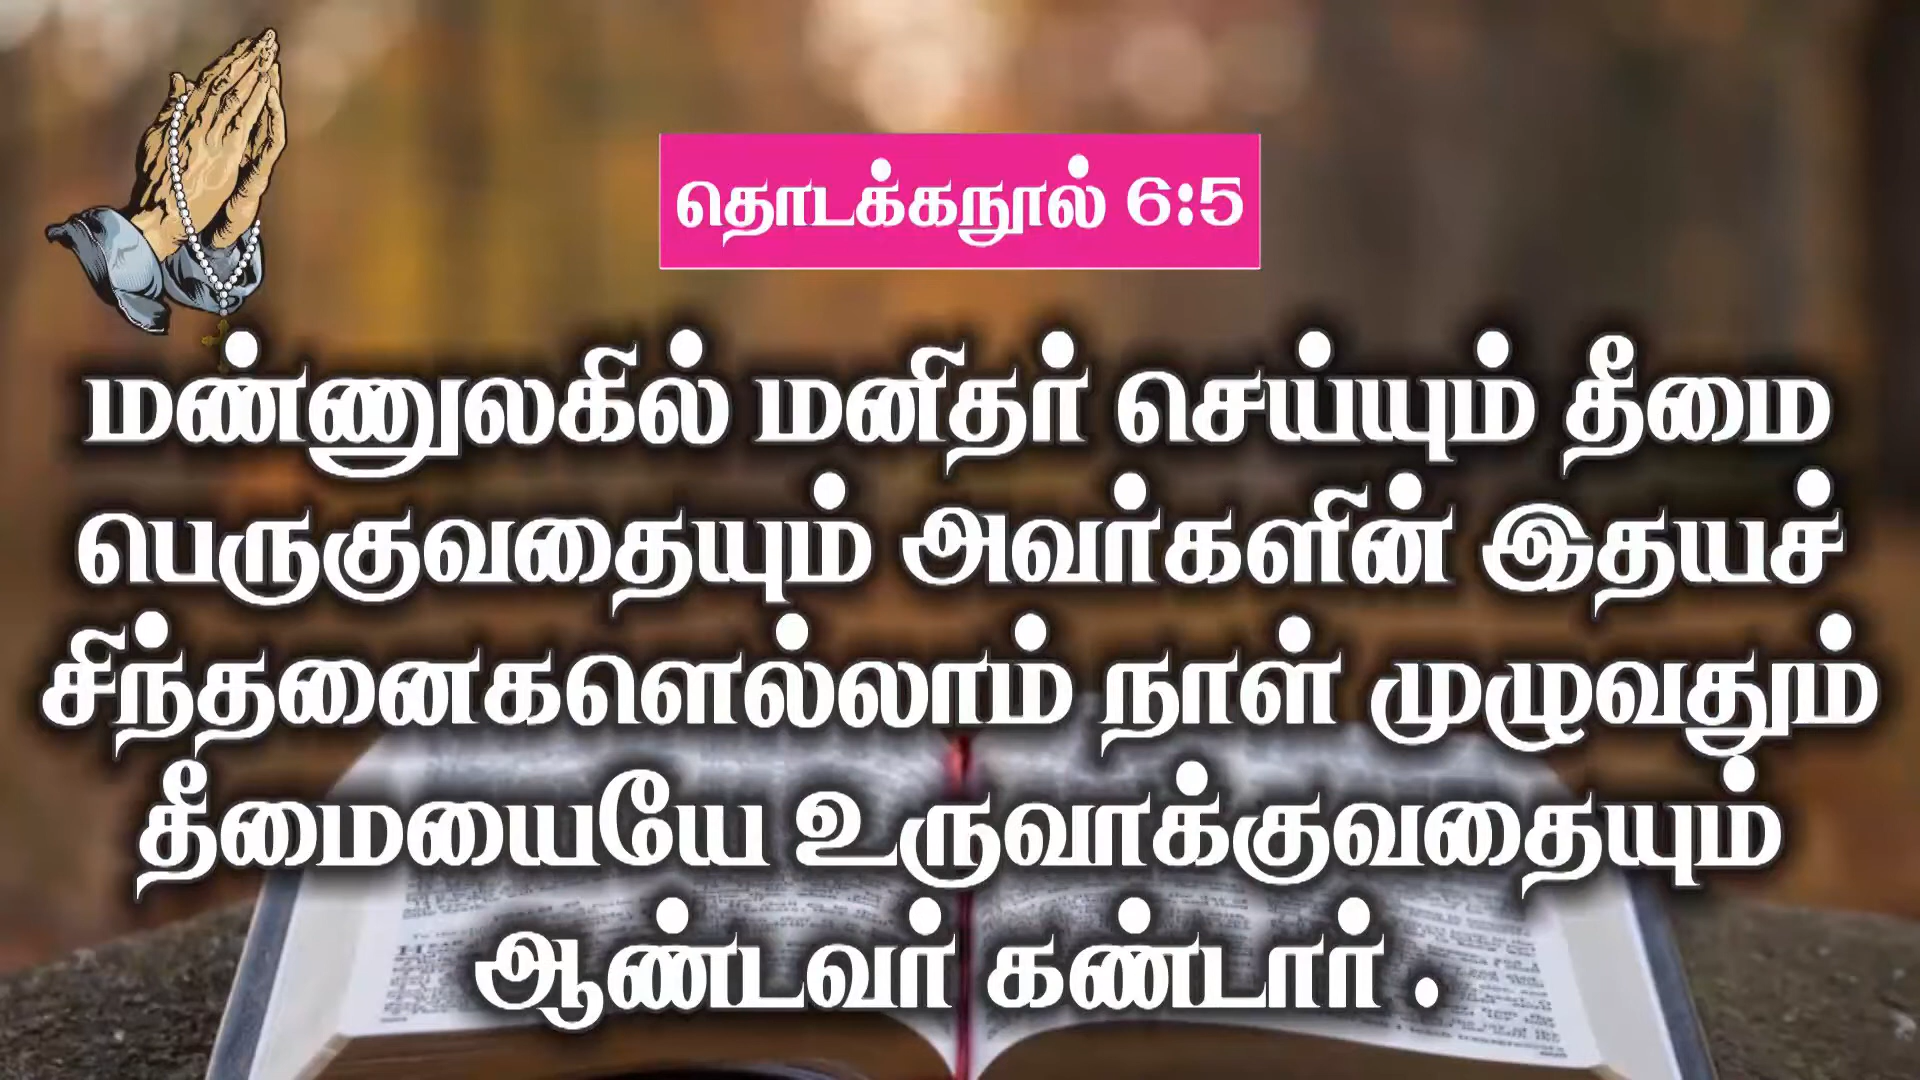 தொடக்கநூல் 6:5
மண்ணுலகில் மனிதர் செய்யும் தீமை
பெருகுவதையும் அவர்களின் இதயச்
சிந்தனைகளெல்லாம் நாள் முழுவதும்
தீமையையே உருவாக்குவதையும்
ஆண்டவர் கண்டார் .